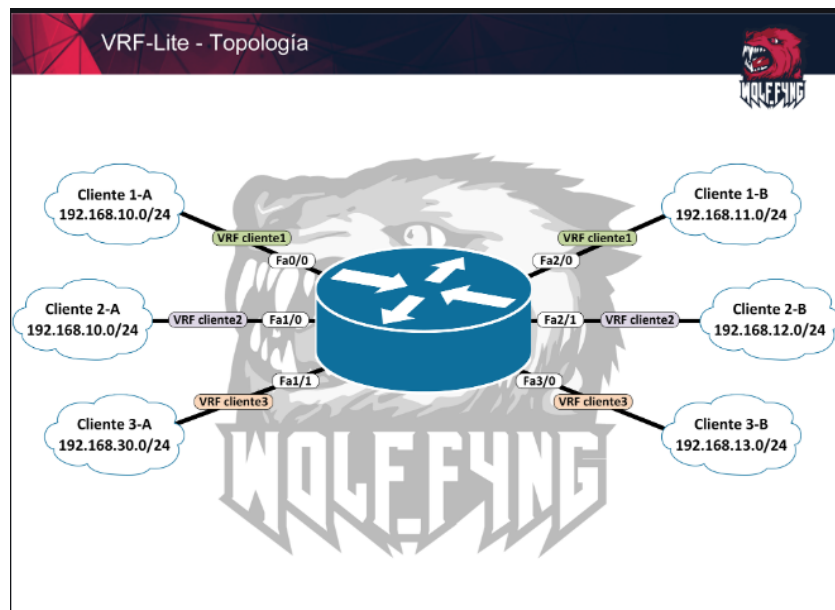 VRF-Lite - Topología
WOLF.F4NG
Cliente 1-A
192.168.10.0/24
VRF cliente1
Fa0/0
Cliente 1-B
192.168.11.0/24
VRF cliente1
Fa2/0
Cliente 2-A
192.168.10.0/24
VRF cliente2
Fa1/0
Fa2/1
VRF cliente2
Cliente 2-B
192.168.12.0/24
Fa1/1
VRF cliente3
Cliente 3-A
192.168.30.0/24
Fa3/0
VRF cliente3
Cliente 3-B
192.168.13.0/24
WOLF.F4NG